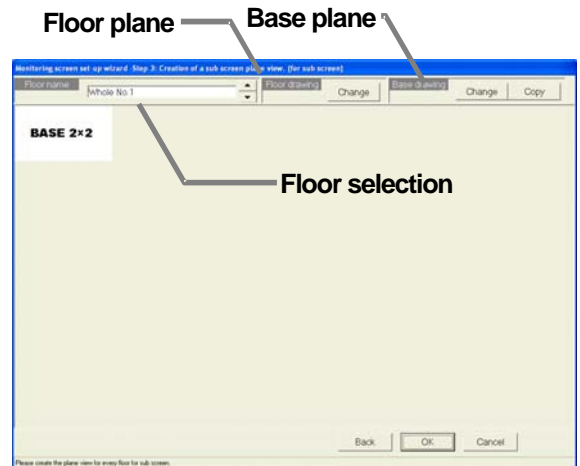 Floor plane
Base plane
Monitering screen set-up wizard -Step 3: Creation of a sub screen plane view. [for sub screen]
Floor name
Whole No.1
Floor drawing
Change
Base drawing
Change
Copy
BASE 2×2
Floor selection
Back
OK
Cancel
Please create the plane view for every floor for sub screen.